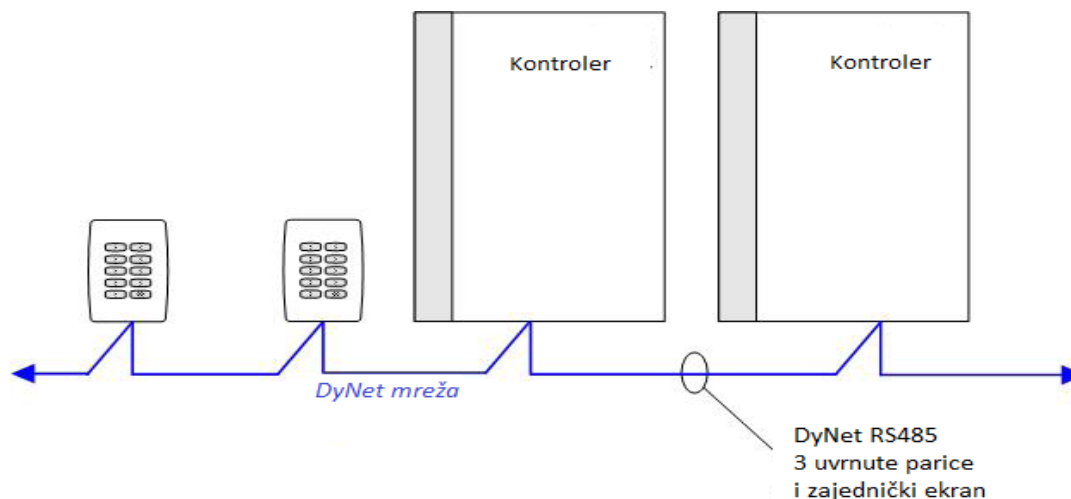 Kontroler
Kontroler
DyNet mreža
DyNet RS485
3 uvrnute parice
i zajednički ekran